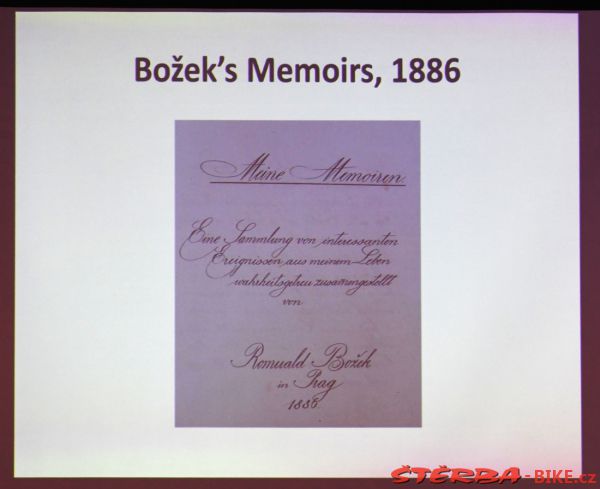 Božek's Memoirs, 1886
Meine Memoiren.
Eine Sammlung von interessanten
Ereignissen, aus meinem Leben
wahrheitsgetreu zusammengestellt
von
Romuald Božek
in Prag
1886.
ŠTĚRBA-BIKE.cz